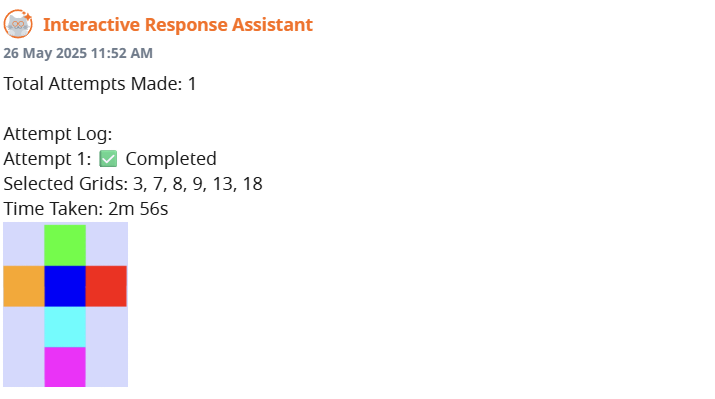 Interactive Response Assistant
26 May 2025 11:52 AM
Total Attempts Made: 1
Attempt Log:
Attempt 1: ✅ Completed
Selected Grids: 3, 7, 8, 9, 13, 18
Time Taken: 2m 56s